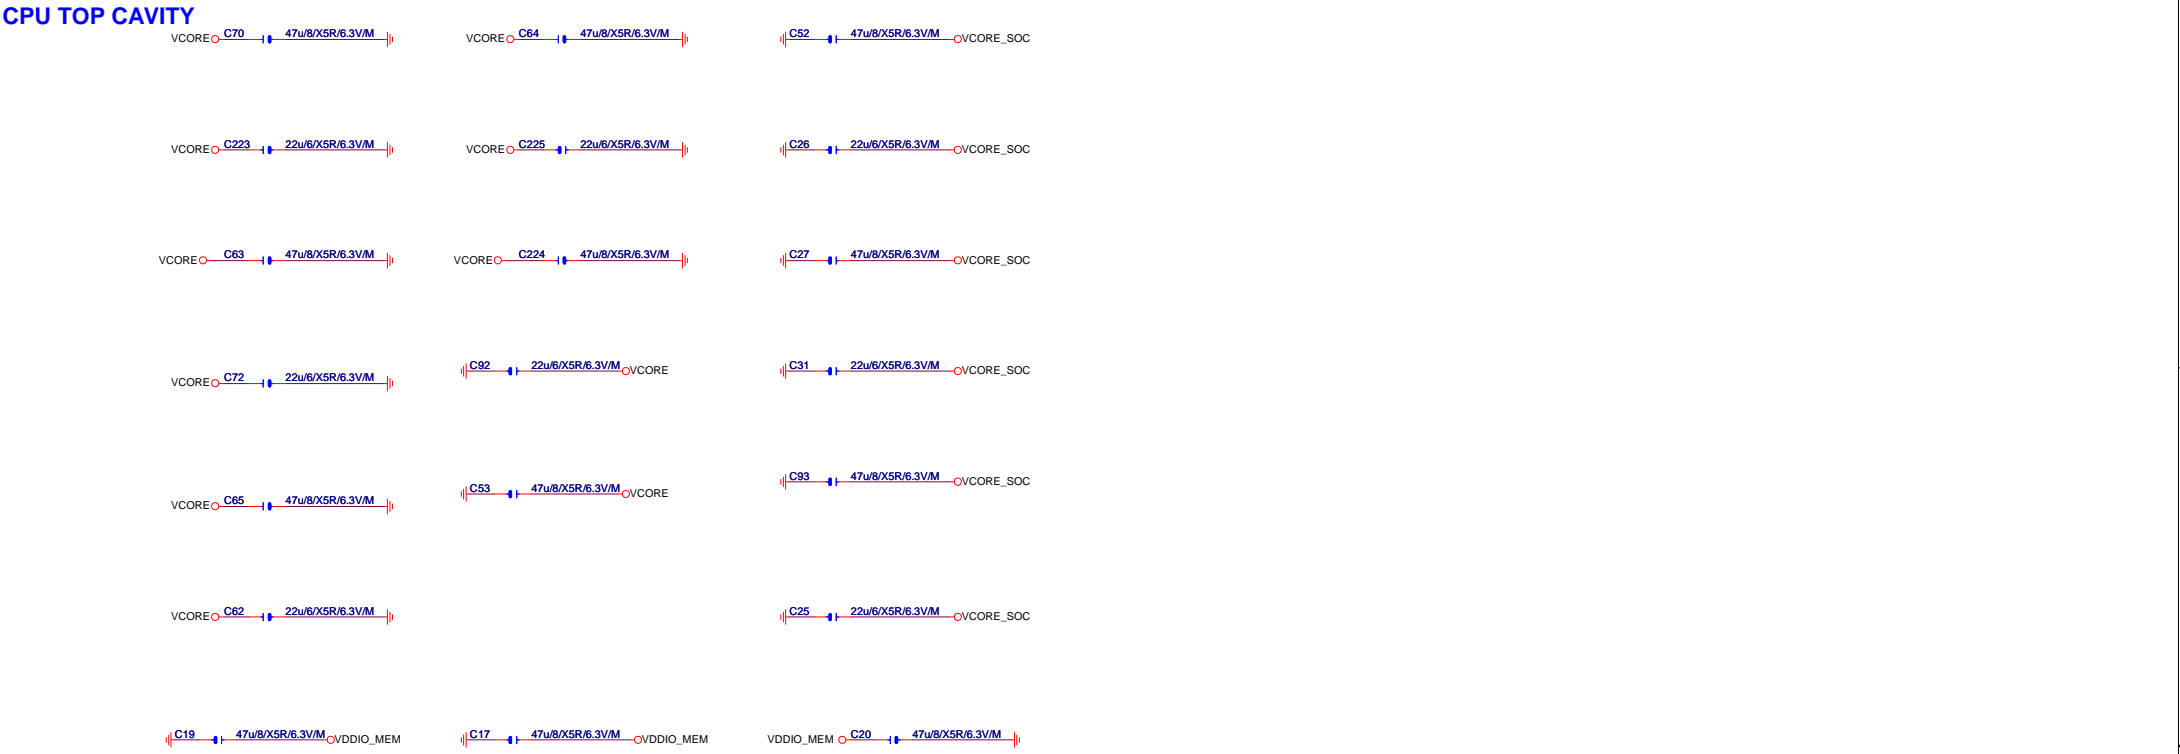 CPU TOP CAVITY
VCORE C70 47u/8/X5R/6.3V/M VCORE C64 47u/8/X5R/6.3V/M C52 47u/8/X5R/6.3V/M VCORE_SOC
VCORE C223 22u/6/X5R/6.3V/M VCORE C225 22u/6/X5R/6.3V/M C26 22u/6/X5R/6.3V/M VCORE_SOC
VCORE C63 47u/8/X5R/6.3V/M VCORE C224 47u/8/X5R/6.3V/M C27 47u/8/X5R/6.3V/M VCORE_SOC
VCORE C72 22u/6/X5R/6.3V/M C92 22u/6/X5R/6.3V/M VCORE C31 22u/6/X5R/6.3V/M VCORE_SOC
VCORE C65 47u/8/X5R/6.3V/M C53 47u/8/X5R/6.3V/M VCORE C93 47u/8/X5R/6.3V/M VCORE_SOC
VCORE C62 22u/6/X5R/6.3V/M C25 22u/6/X5R/6.3V/M VCORE_SOC
C19 47u/8/X5R/6.3V/M VDDIO_MEM C17 47u/8/X5R/6.3V/M VDDIO_MEM VDDIO_MEM C20 47u/8/X5R/6.3V/M